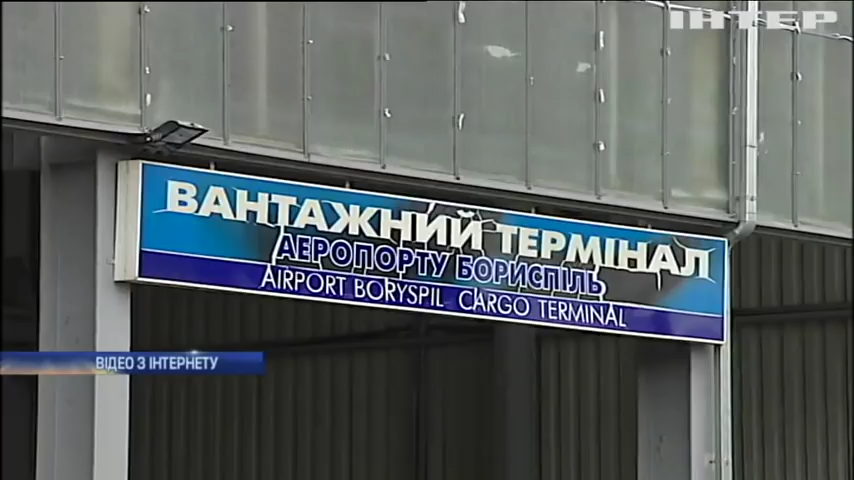 ІНТЕР
ВАНТАЖНИЙ ТЕРМІНАЛ
АЕРОПОРТУ БОРИСПІЛЬ
AIRPORT BORYSPIL CARGO TERMINAL
ВІДЕО З ІНТЕРНЕТУ